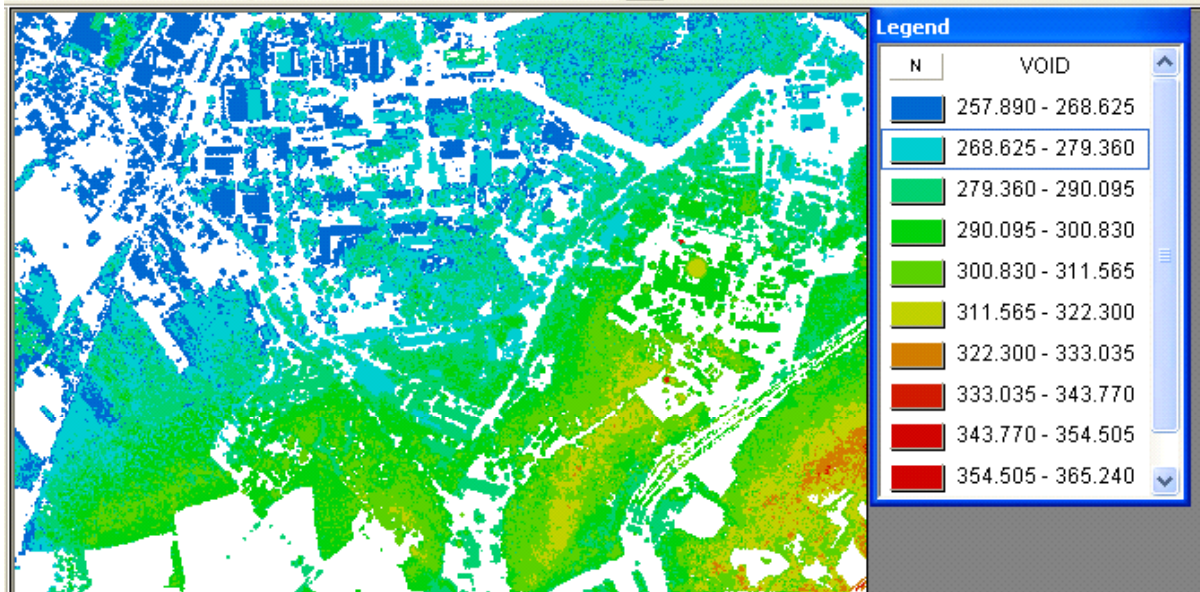 Legend
N VOID
257.890 - 268.625
268.625 - 279.360
279.360 - 290.095
290.095 - 300.830
300.830 - 311.565
311.565 - 322.300
322.300 - 333.035
333.035 - 343.770
343.770 - 354.505
354.505 - 365.240